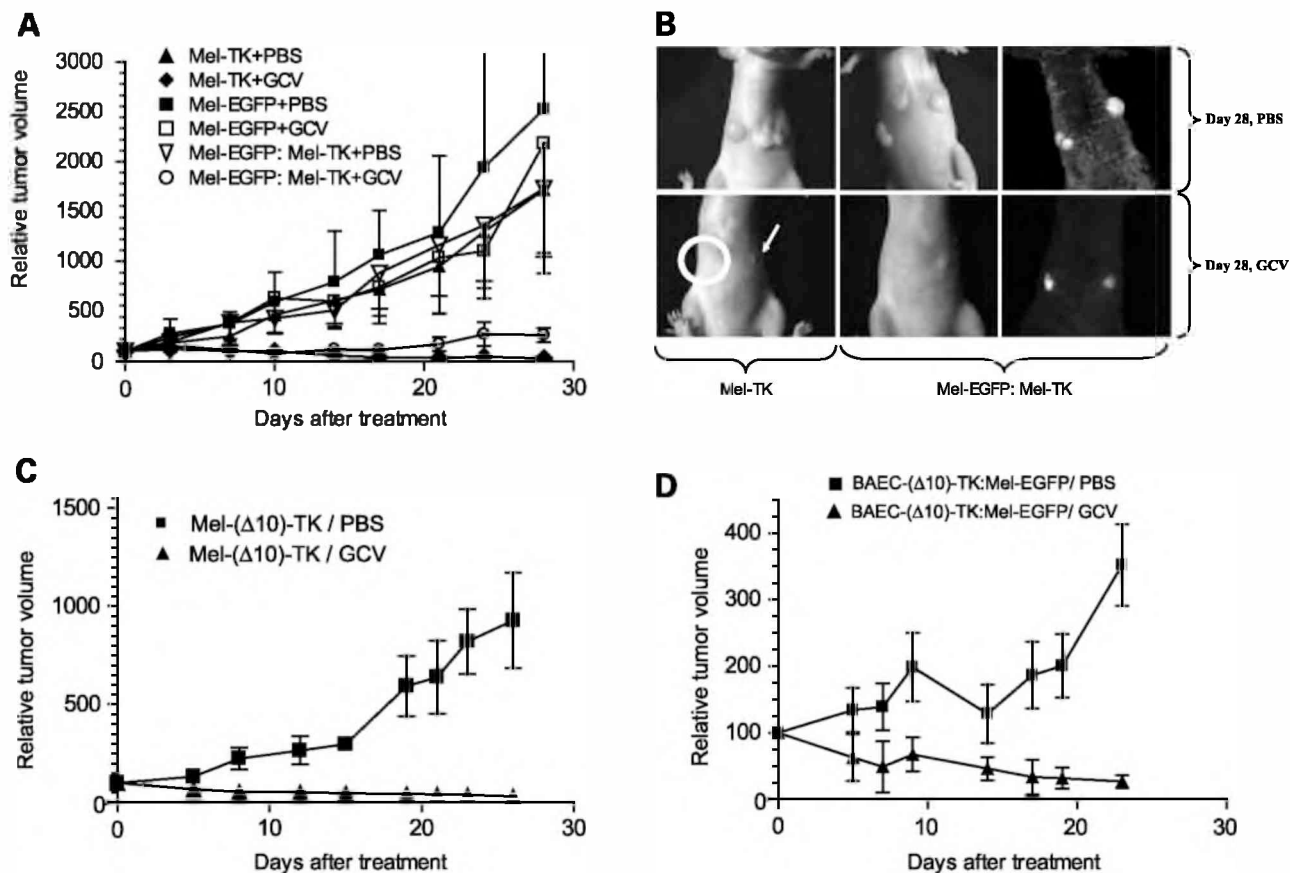 A
Mel-TK+PBS
Mel-TK+GCV
Mel-EGFP+PBS
Mel-EGFP+GCV
Mel-EGFP: Mel-TK+PBS
Mel-EGFP: Mel-TK+GCV
Relative tumor volume
3000
2500
2000
1500
1000
500
0
0
10
20
30
Days after treatment
B
Day 28, PBS
Day 28, GCV
Mel-TK
Mel-EGFP: Mel-TK
C
Mel-(Δ10)-TK / PBS
Mel-(Δ10)-TK / GCV
Relative tumor volume
1500
1000
500
0
0
10
20
30
Days after treatment
D
BAEC-(Δ10)-TK:Mel-EGFP/ PBS
BAEC-(Δ10)-TK:Mel-EGFP/ GCV
Relative tumor volume
400
300
200
100
0
0
10
20
30
Days after treatment